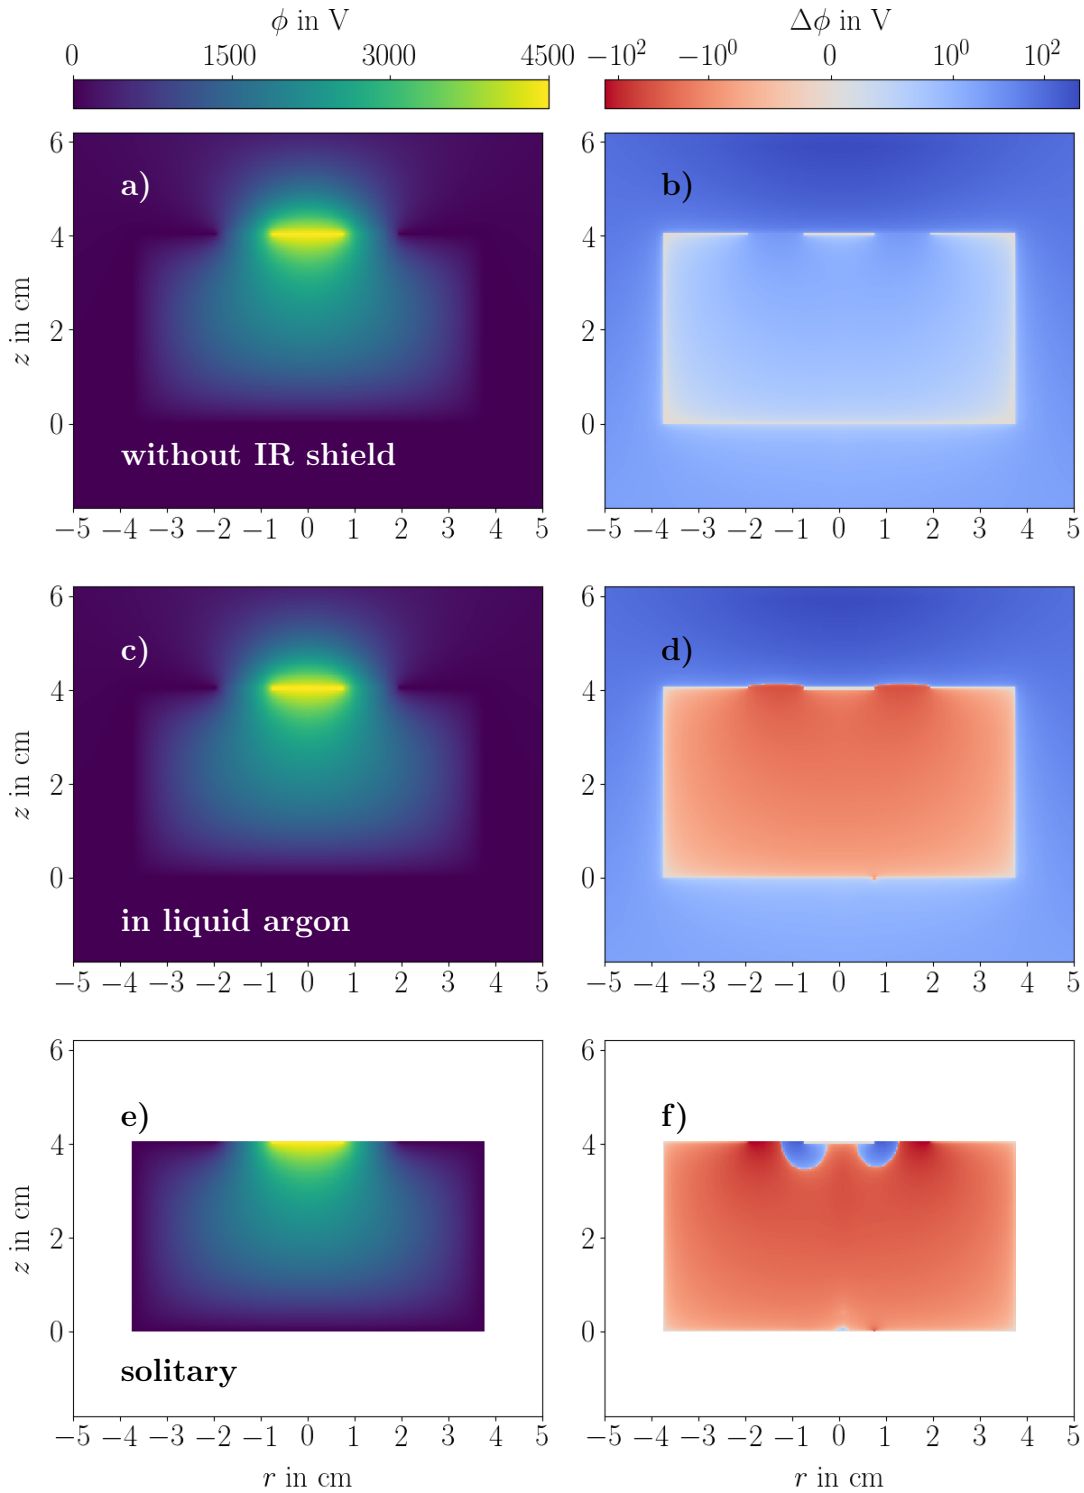 ϕ in V
Δϕ in V
0 1500 3000 4500
−10² −10⁰ 0 10⁰ 10²
6
4
2
0
z in cm
a)
without IR shield
−5 −4 −3 −2 −1 0 1 2 3 4 5
6
4
2
0
b)
−5 −4 −3 −2 −1 0 1 2 3 4 5
6
4
2
0
z in cm
c)
in liquid argon
−5 −4 −3 −2 −1 0 1 2 3 4 5
6
4
2
0
d)
−5 −4 −3 −2 −1 0 1 2 3 4 5
6
4
2
0
z in cm
e)
solitary
−5 −4 −3 −2 −1 0 1 2 3 4 5
r in cm
6
4
2
0
f)
−5 −4 −3 −2 −1 0 1 2 3 4 5
r in cm